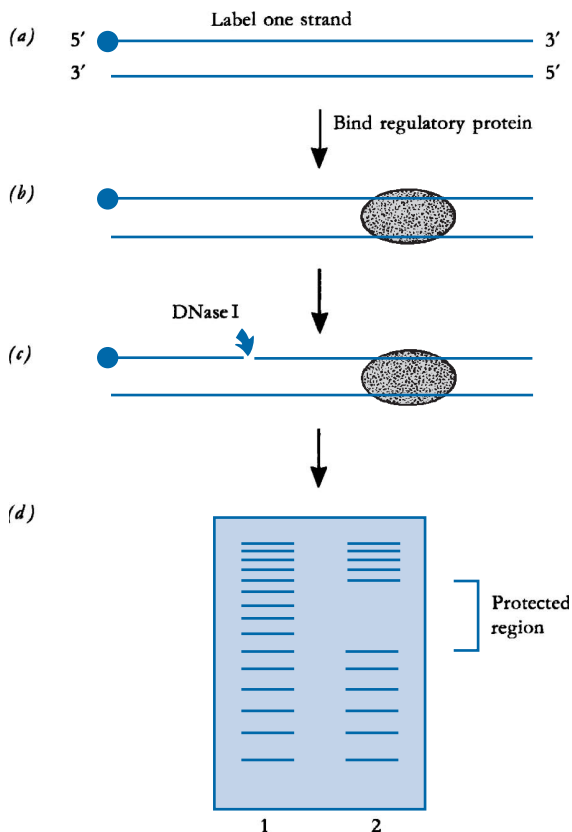 Label one strand
(a) 5′ 3′
3′ 5′
Bind regulatory protein
(b)
DNase I
(c)
(d)
Protected
region
1 2